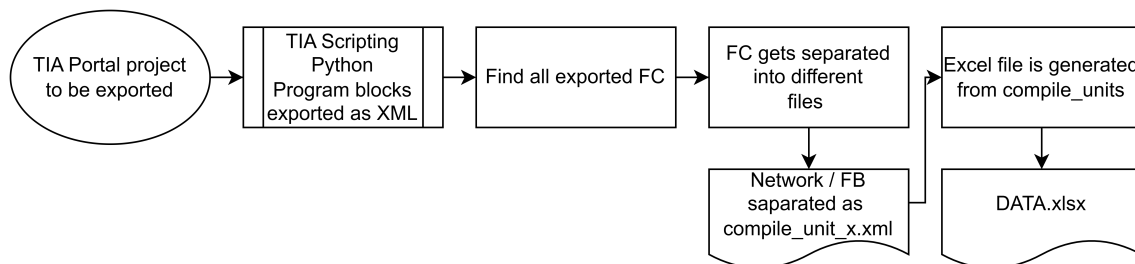 TIA Portal project
to be exported
TIA Scripting
Python
Program blocks
exported as XML
Find all exported FC
FC gets separated
into different
files
Network / FB
saparated as
compile_unit_x.xml
Excel file is generated
from compile_units
DATA.xlsx